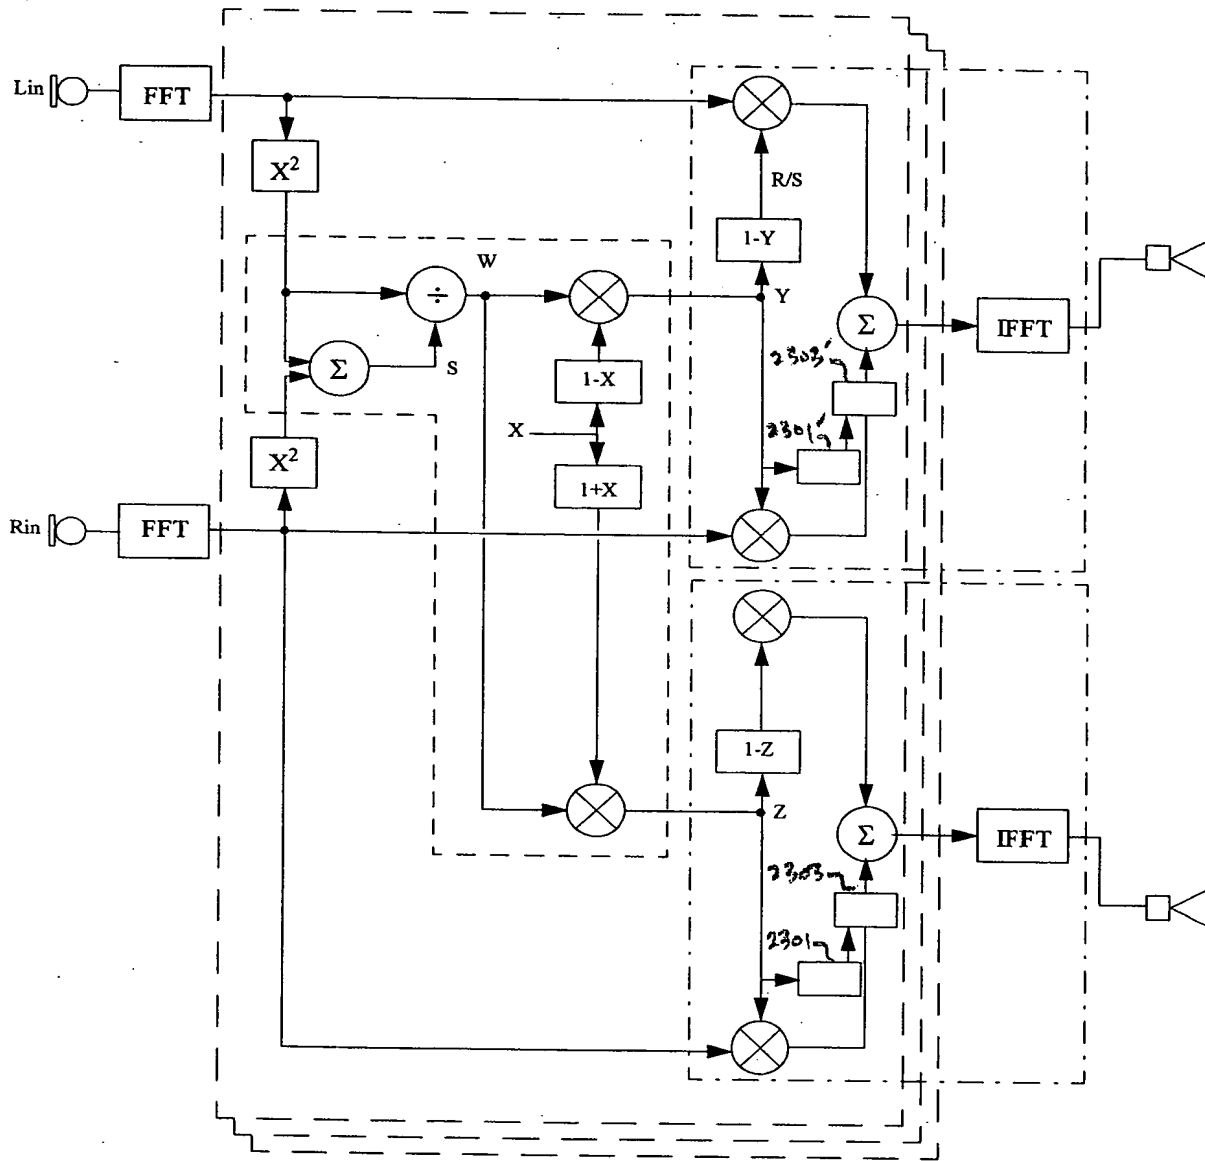 Lin
FFT
X²
R/S
1-Y
W
÷
Y
Σ
IFFT
Σ
S
1-X
2303'
2301'
X
X²
1+X
Rin
FFT
1-Z
Z
Σ
IFFT
2303
2301